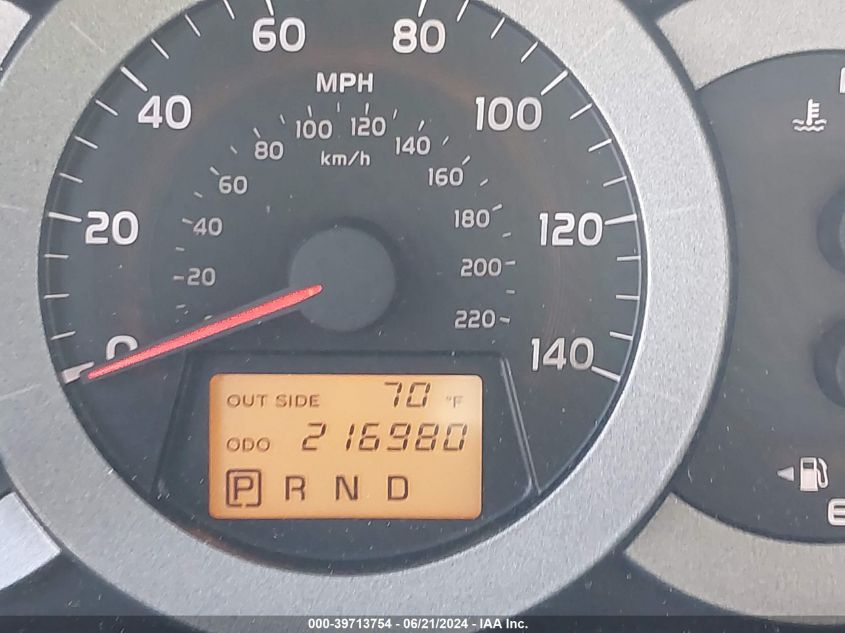 60 80
MPH
40 100
100 120
80 140
km/h
60 160
20 40 180 120
20 200
220
0 140
OUT SIDE 70 °F
ODO 216980
P R N D
E
000-39713754 - 06/21/2024 - IAA Inc.